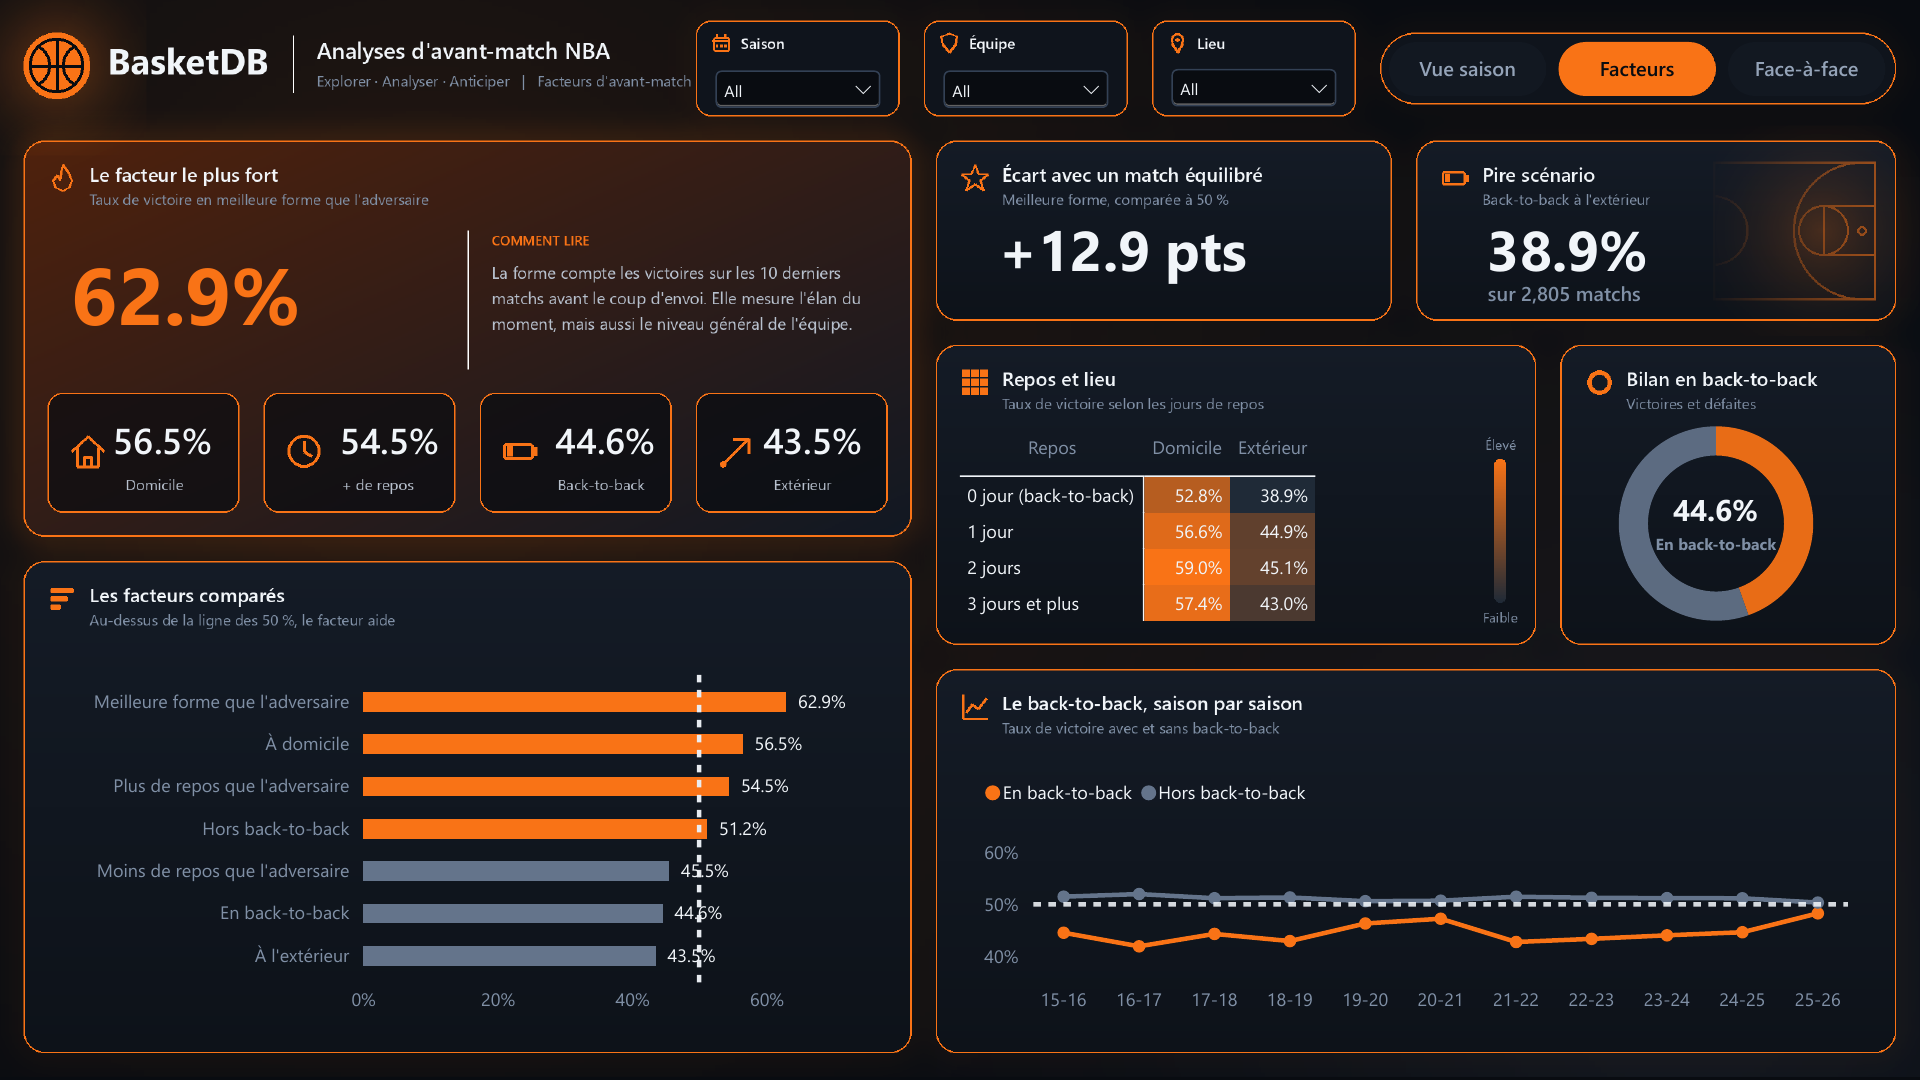 BasketDB
Analyses d'avant-match NBA
Explorer · Analyser · Anticiper | Facteurs d'avant-match
Saison
All
Équipe
All
Lieu
All
Vue saison
Facteurs
Face-à-face
Le facteur le plus fort
Taux de victoire en meilleure forme que l'adversaire
62.9%
COMMENT LIRE
La forme compte les victoires sur les 10 derniers
matchs avant le coup d'envoi. Elle mesure l'élan du
moment, mais aussi le niveau général de l'équipe.
56.5%
Domicile
54.5%
+ de repos
44.6%
Back-to-back
43.5%
Extérieur
Écart avec un match équilibré
Meilleure forme, comparée à 50 %
+12.9 pts
Pire scénario
Back-to-back à l'extérieur
38.9%
sur 2,805 matchs
Repos et lieu
Taux de victoire selon les jours de repos
Repos Domicile Extérieur
0 jour (back-to-back) 52.8% 38.9%
1 jour 56.6% 44.9%
2 jours 59.0% 45.1%
3 jours et plus 57.4% 43.0%
Élevé
Faible
Bilan en back-to-back
Victoires et défaites
44.6%
En back-to-back
Les facteurs comparés
Au-dessus de la ligne des 50 %, le facteur aide
Meilleure forme que l'adversaire 62.9%
À domicile 56.5%
Plus de repos que l'adversaire 54.5%
Hors back-to-back 51.2%
Moins de repos que l'adversaire 45.5%
En back-to-back 44.6%
À l'extérieur 43.5%
0% 20% 40% 60%
Le back-to-back, saison par saison
Taux de victoire avec et sans back-to-back
En back-to-back Hors back-to-back
60%
50%
40%
15-16 16-17 17-18 18-19 19-20 20-21 21-22 22-23 23-24 24-25 25-26